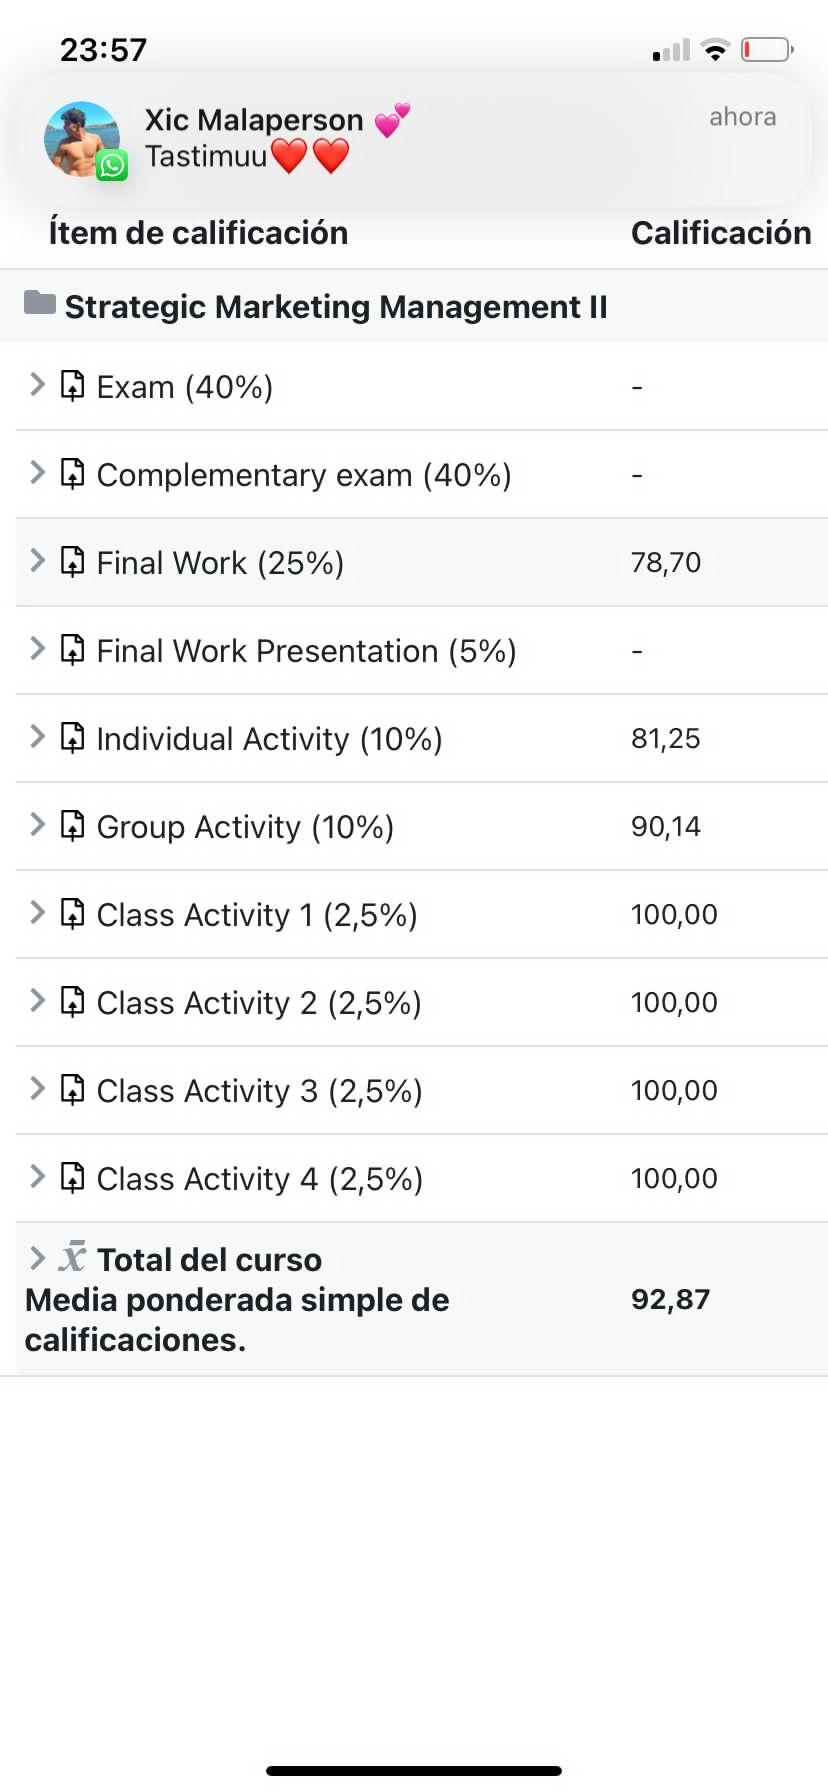 23:57
Xic Malaperson 💕
ahora
Tastimuu❤️❤️
Ítem de calificación
Calificación
Strategic Marketing Management II
Exam (40%)
-
Complementary exam (40%)
-
Final Work (25%)
78,70
Final Work Presentation (5%)
-
Individual Activity (10%)
81,25
Group Activity (10%)
90,14
Class Activity 1 (2,5%)
100,00
Class Activity 2 (2,5%)
100,00
Class Activity 3 (2,5%)
100,00
Class Activity 4 (2,5%)
100,00
x̄ Total del curso
Media ponderada simple de
calificaciones.
92,87